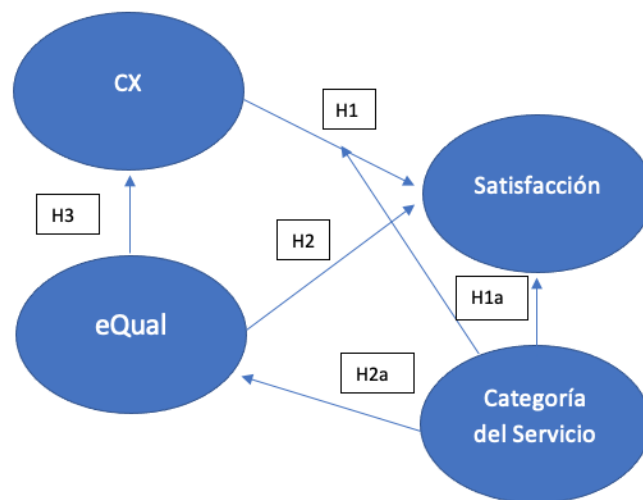 CX
H1
Satisfacción
H3
H2
H1a
eQual
H2a
Categoría
del Servicio